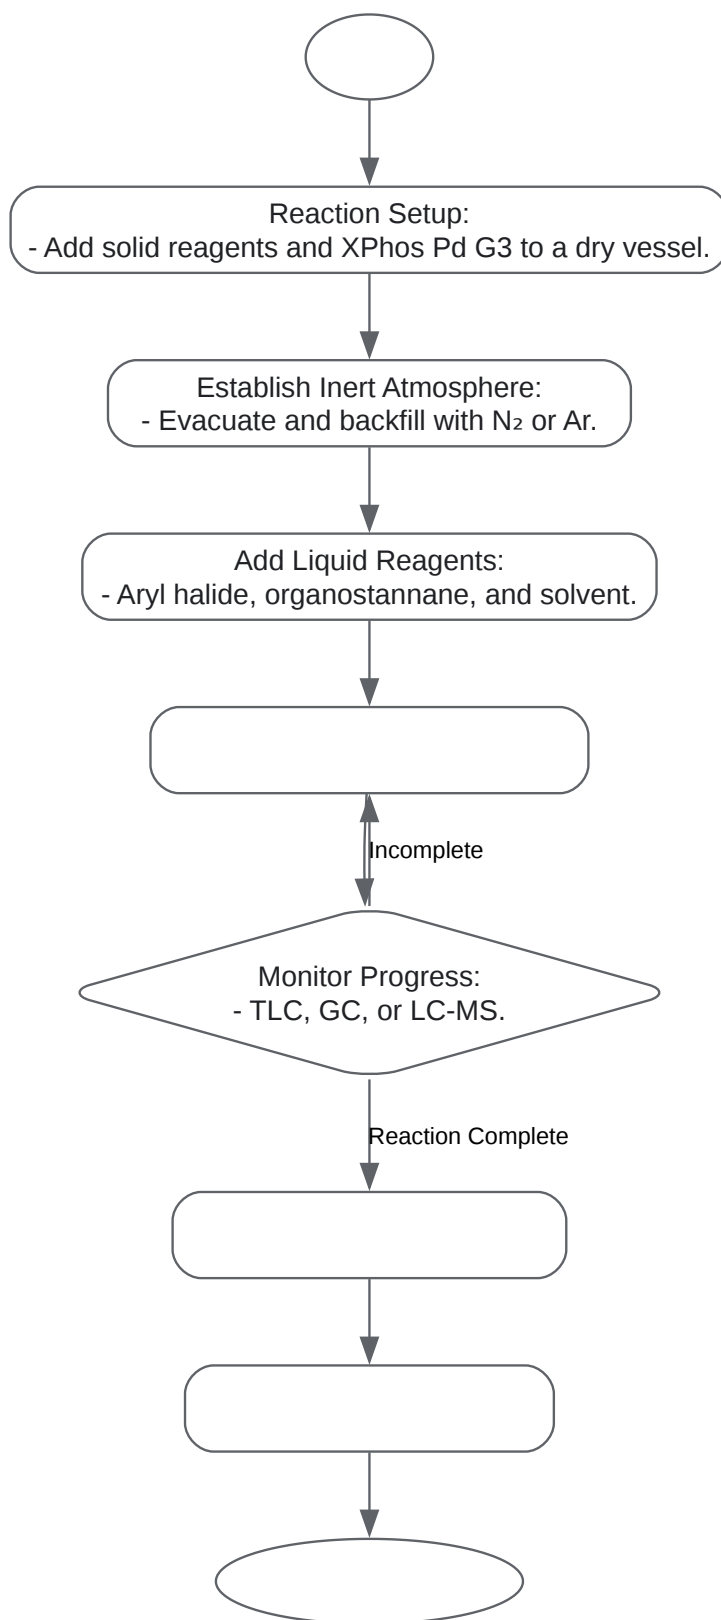 Reaction Setup:
- Add solid reagents and XPhos Pd G3 to a dry vessel.
Establish Inert Atmosphere:
- Evacuate and backfill with N₂ or Ar.
Add Liquid Reagents:
- Aryl halide, organostannane, and solvent.
Incomplete
Monitor Progress:
- TLC, GC, or LC-MS.
Reaction Complete